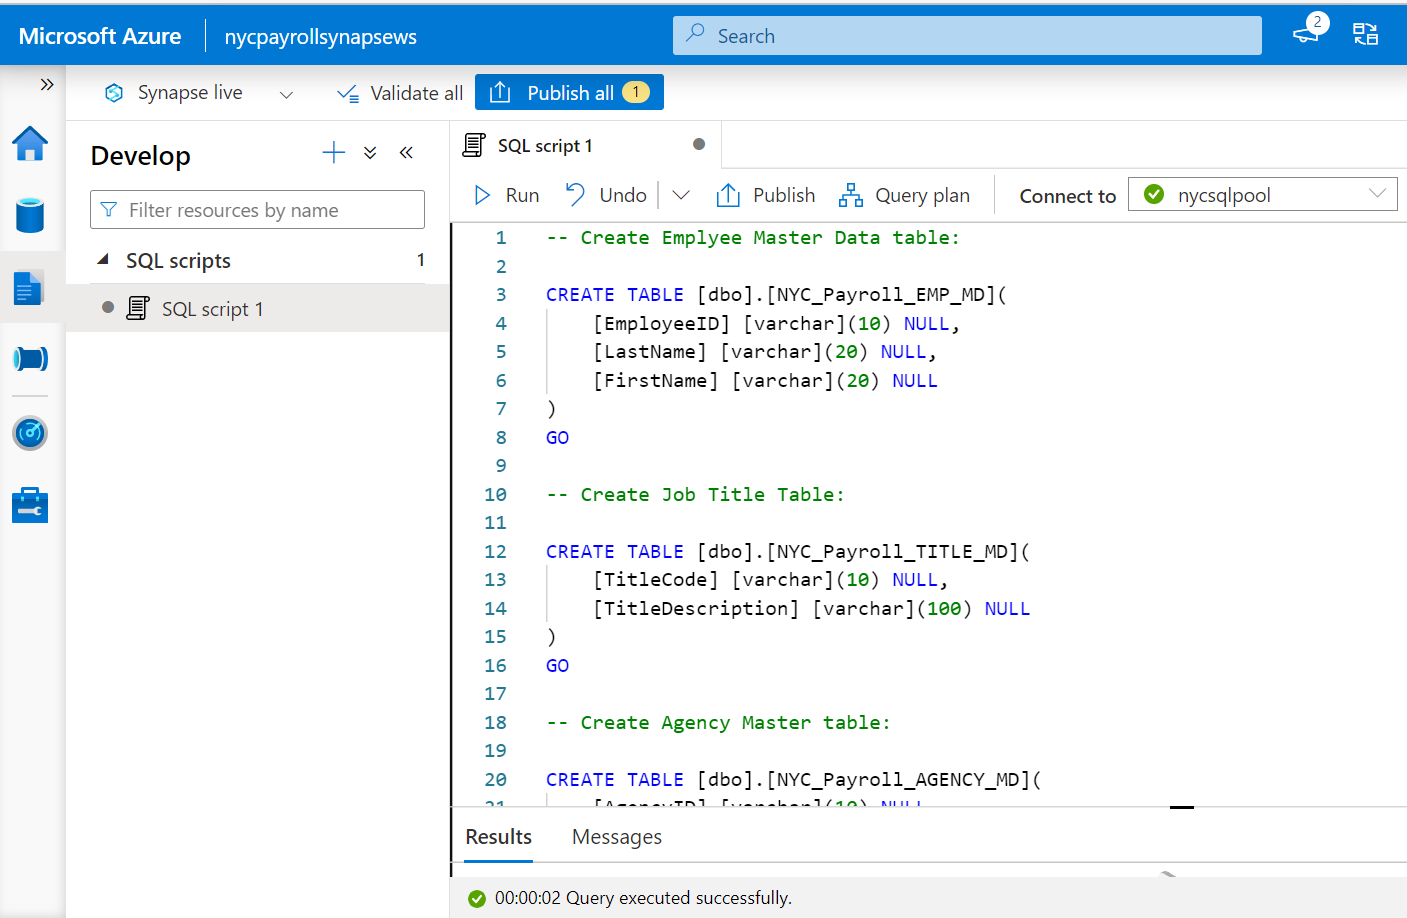 Microsoft Azure
nycpayrollsynapsews
Search
2
Synapse live
Validate all
Publish all
1
Develop
Filter resources by name
SQL scripts
1
SQL script 1
SQL script 1
Run
Undo
Publish
Query plan
Connect to
nycsqlpool
1 -- Create Emplyee Master Data table:
2
3 CREATE TABLE [dbo].[NYC_Payroll_EMP_MD](
4 [EmployeeID] [varchar](10) NULL,
5 [LastName] [varchar](20) NULL,
6 [FirstName] [varchar](20) NULL
7 )
8 GO
9
10 -- Create Job Title Table:
11
12 CREATE TABLE [dbo].[NYC_Payroll_TITLE_MD](
13 [TitleCode] [varchar](10) NULL,
14 [TitleDescription] [varchar](100) NULL
15 )
16 GO
17
18 -- Create Agency Master table:
19
20 CREATE TABLE [dbo].[NYC_Payroll_AGENCY_MD](
21 [AgencyID] [varchar](10) NULL
Results
Messages
00:00:02 Query executed successfully.